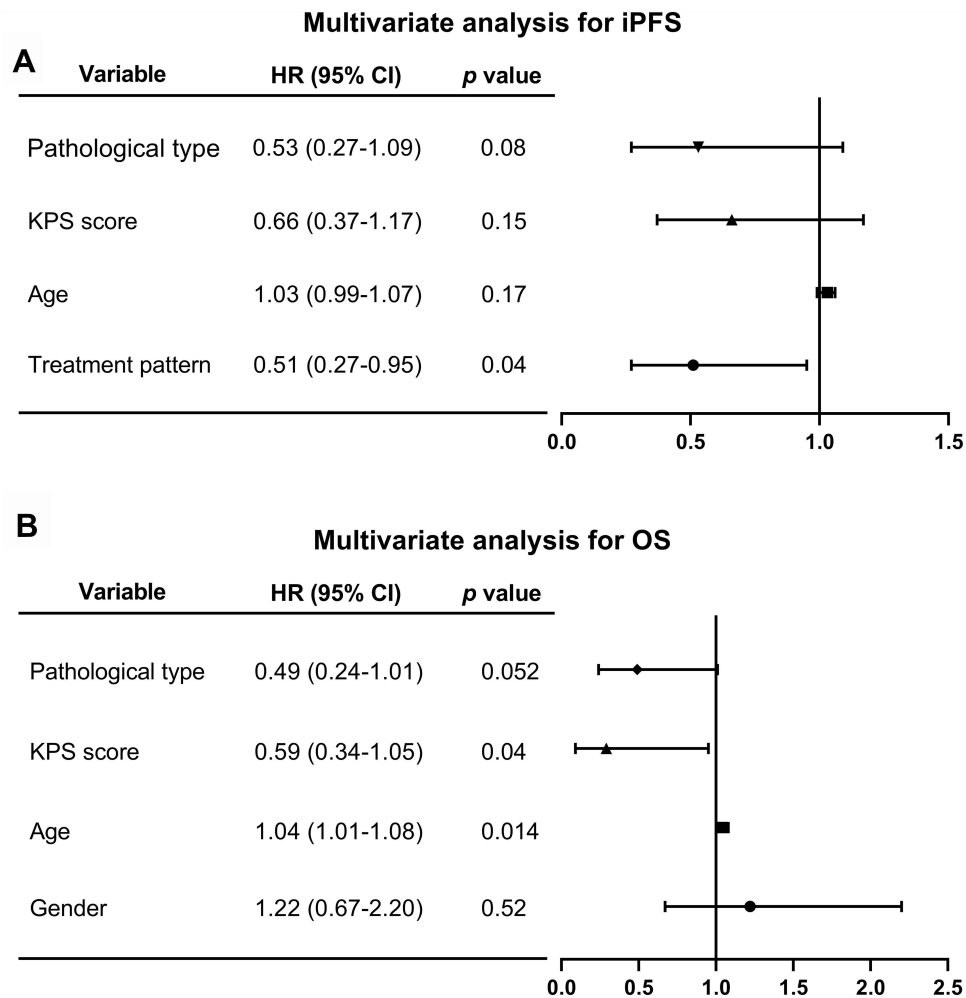 Multivariate analysis for iPFS
A
Variable HR (95% CI) p value
Pathological type 0.53 (0.27-1.09) 0.08
KPS score 0.66 (0.37-1.17) 0.15
Age 1.03 (0.99-1.07) 0.17
Treatment pattern 0.51 (0.27-0.95) 0.04
0.0 0.5 1.0 1.5
B
Multivariate analysis for OS
Variable HR (95% CI) p value
Pathological type 0.49 (0.24-1.01) 0.052
KPS score 0.59 (0.34-1.05) 0.04
Age 1.04 (1.01-1.08) 0.014
Gender 1.22 (0.67-2.20) 0.52
0.0 0.5 1.0 1.5 2.0 2.5